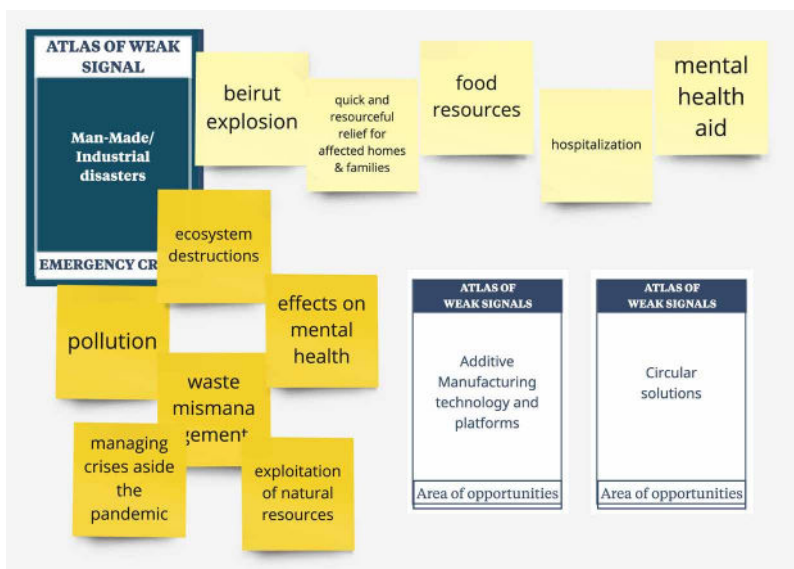 ATLAS OF WEAK
SIGNAL
Man-Made/
Industrial
disasters
EMERGENCY CR
beirut
explosion
quick and
resourceful
relief for
affected homes
& families
food
resources
hospitalization
mental
health
aid
ecosystem
destructions
pollution
effects on
mental
health
waste
mismana
gement
managing
crises aside
the
pandemic
exploitation
of natural
resources
ATLAS OF
WEAK SIGNALS
Additive
Manufacturing
technology and
platforms
Area of opportunities
ATLAS OF
WEAK SIGNALS
Circular
solutions
Area of opportunities